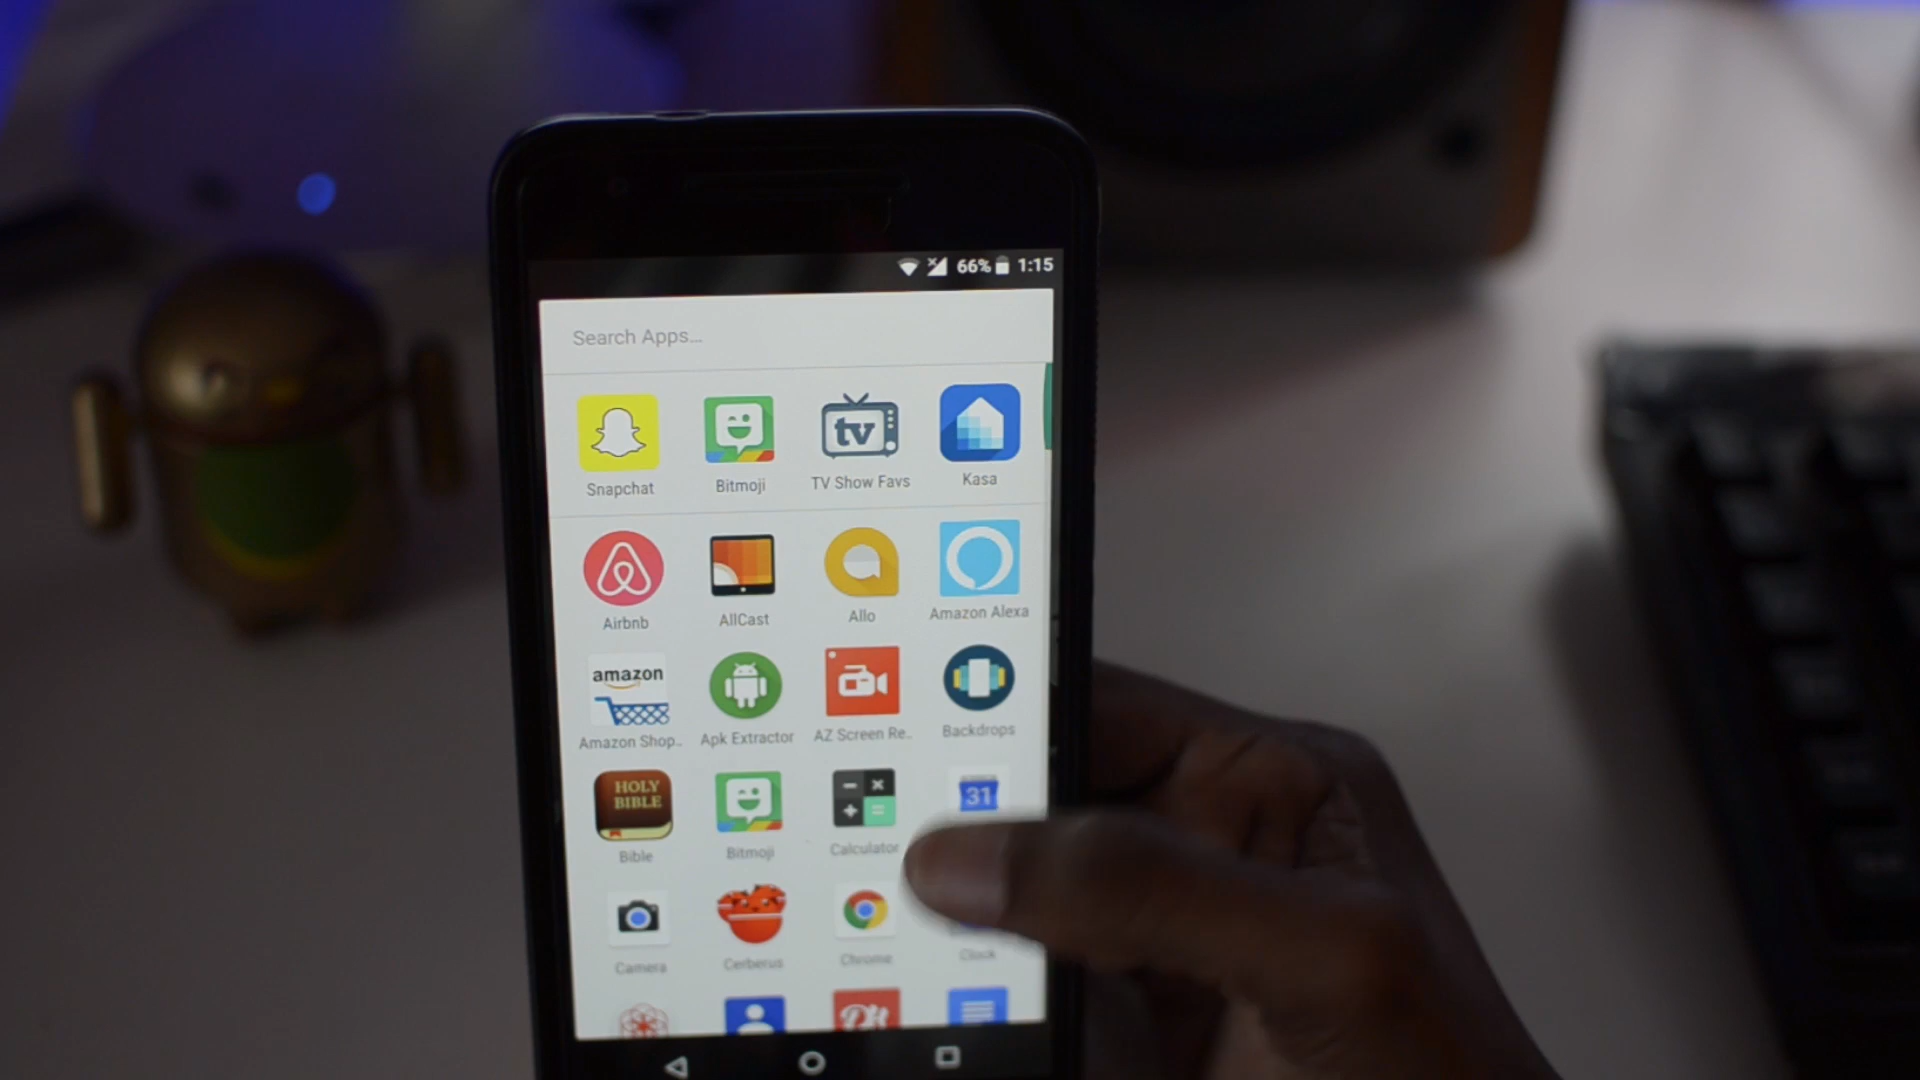 66% 1:15
Search Apps...
tv
Snapchat Bitmoji TV Show Favs Kasa
Airbnb AllCast Allo Amazon Alexa
amazon
Amazon Shop.. Apk Extractor AZ Screen Re.. Backdrops
HOLY
BIBLE
31
Bible Bitmoji Calculator
Camera Cerberus Chrome Clock
DH